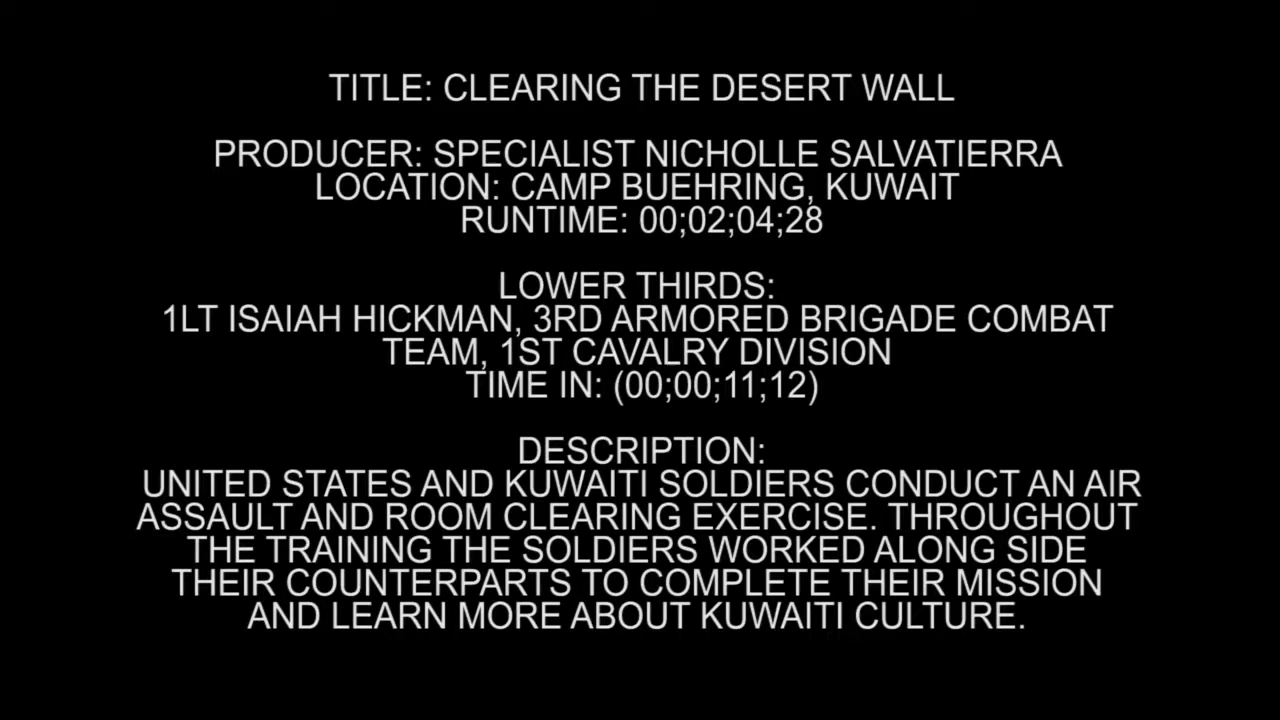 TITLE: CLEARING THE DESERT WALL
PRODUCER: SPECIALIST NICHOLLE SALVATIERRA
LOCATION: CAMP BUEHRING, KUWAIT
RUNTIME: 00;02;04;28
LOWER THIRDS:
1LT ISAIAH HICKMAN, 3RD ARMORED BRIGADE COMBAT
TEAM, 1ST CAVALRY DIVISION
TIME IN: (00;00;11;12)
DESCRIPTION:
UNITED STATES AND KUWAITI SOLDIERS CONDUCT AN AIR
ASSAULT AND ROOM CLEARING EXERCISE. THROUGHOUT
THE TRAINING THE SOLDIERS WORKED ALONG SIDE
THEIR COUNTERPARTS TO COMPLETE THEIR MISSION
AND LEARN MORE ABOUT KUWAITI CULTURE.